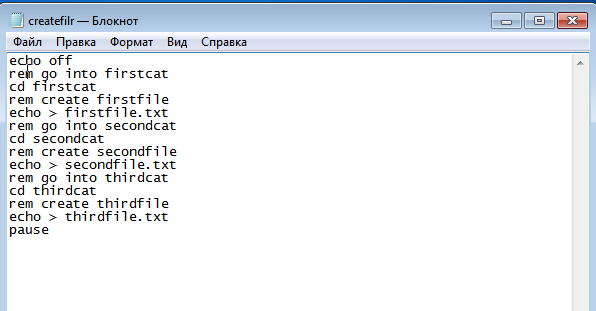 createfilr — Блокнот
Файл Правка Формат Вид Справка
echo off
rem go into firstcat
cd firstcat
rem create firstfile
echo > firstfile.txt
rem go into secondcat
cd secondcat
rem create secondfile
echo > secondfile.txt
rem go into thirdcat
cd thirdcat
rem create thirdfile
echo > thirdfile.txt
pause